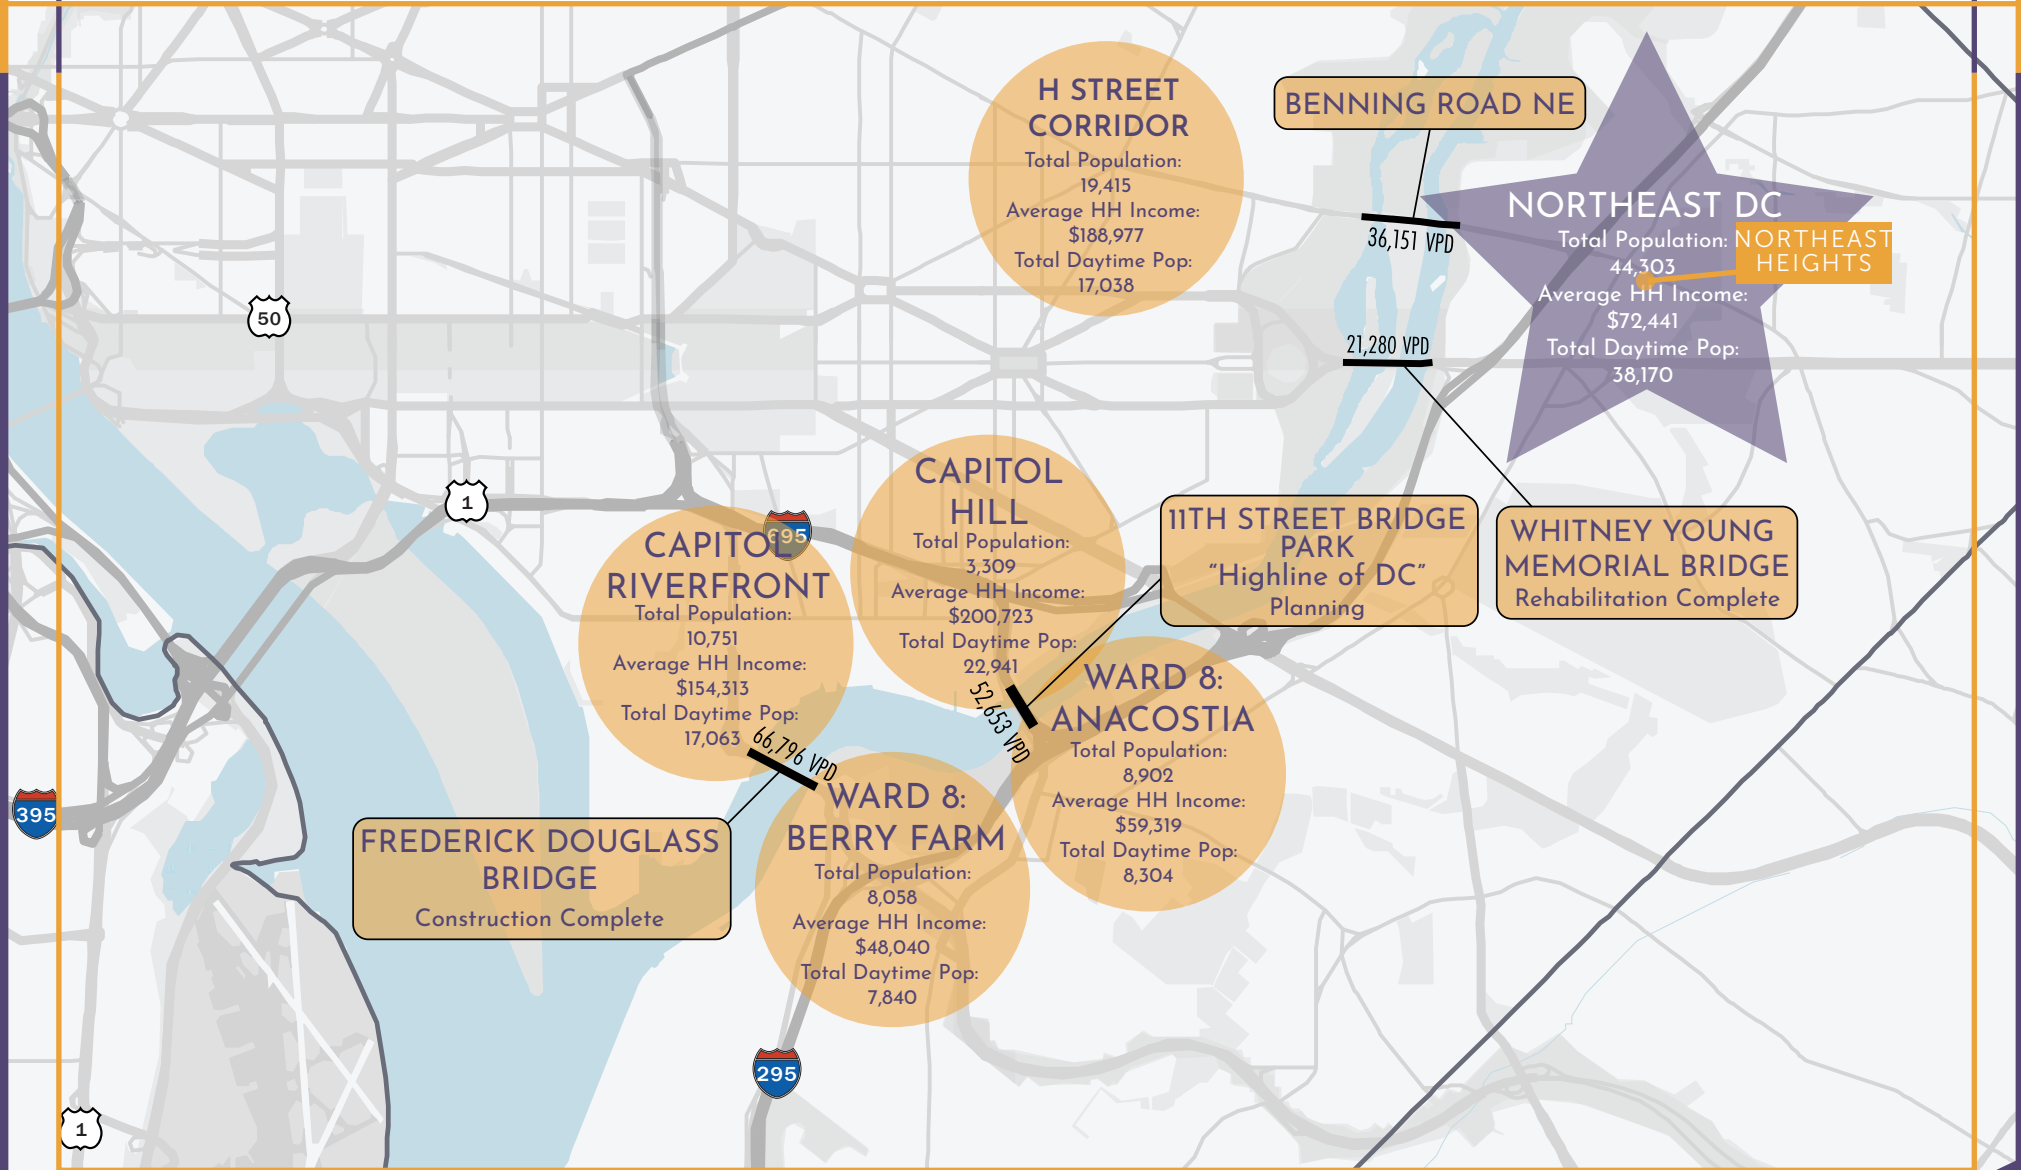 H STREET
CORRIDOR
Total Population:
19,415
Average HH Income:
$188,977
Total Daytime Pop:
17,038
BENNING ROAD NE
36,151 VPD
NORTHEAST DC
Total Population:
44,303
Average HH Income:
$72,441
Total Daytime Pop:
38,170
NORTHEAST
HEIGHTS
50
21,280 VPD
1
695
CAPITOL
HILL
Total Population:
3,309
Average HH Income:
$200,723
Total Daytime Pop:
22,941
11TH STREET BRIDGE
PARK
“Highline of DC”
Planning
WHITNEY YOUNG
MEMORIAL BRIDGE
Rehabilitation Complete
CAPITOL
RIVERFRONT
Total Population:
10,751
Average HH Income:
$154,313
Total Daytime Pop:
17,063
66,796 VPD
52,653 VPD
WARD 8:
ANACOSTIA
Total Population:
8,902
Average HH Income:
$59,319
Total Daytime Pop:
8,304
395
FREDERICK DOUGLASS
BRIDGE
Construction Complete
WARD 8:
BERRY FARM
Total Population:
8,058
Average HH Income:
$48,040
Total Daytime Pop:
7,840
295
1